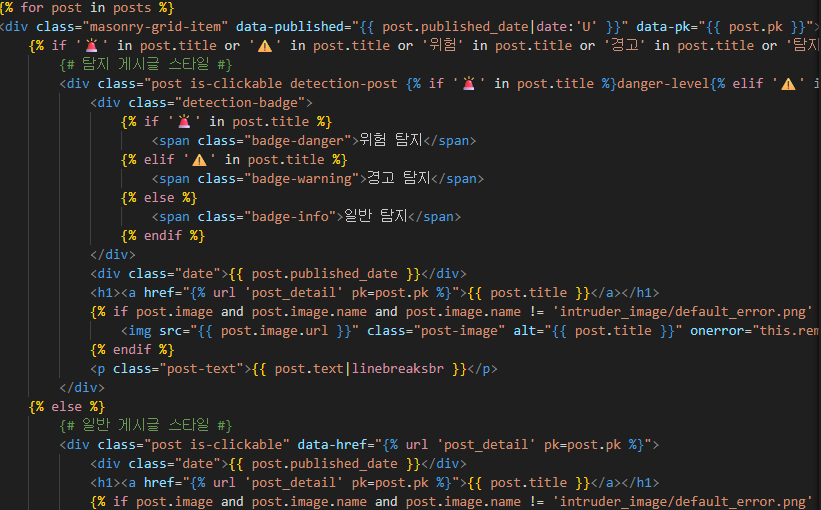 {% for post in posts %}
<div class="masonry-grid-item" data-published="{{ post.published_date|date:'U' }}" data-pk="{{ post.pk }}">
{% if '🚨' in post.title or '⚠️' in post.title or '위험' in post.title or '경고' in post.title or '탐지
{# 탐지 게시글 스타일 #}
<div class="post is-clickable detection-post {% if '🚨' in post.title %}danger-level{% elif '⚠️' i
<div class="detection-badge">
{% if '🚨' in post.title %}
<span class="badge-danger">위험 탐지</span>
{% elif '⚠️' in post.title %}
<span class="badge-warning">경고 탐지</span>
{% else %}
<span class="badge-info">일반 탐지</span>
{% endif %}
</div>
<div class="date">{{ post.published_date }}</div>
<h1><a href="{% url 'post_detail' pk=post.pk %}">{{ post.title }}</a></h1>
{% if post.image and post.image.name and post.image.name != 'intruder_image/default_error.png'
<img src="{{ post.image.url }}" class="post-image" alt="{{ post.title }}" onerror="this.rem
{% endif %}
<p class="post-text">{{ post.text|linebreaksbr }}</p>
</div>
{% else %}
{# 일반 게시글 스타일 #}
<div class="post is-clickable" data-href="{% url 'post_detail' pk=post.pk %}">
<div class="date">{{ post.published_date }}</div>
<h1><a href="{% url 'post_detail' pk=post.pk %}">{{ post.title }}</a></h1>
{% if post.image and post.image.name and post.image.name != 'intruder_image/default_error.png'